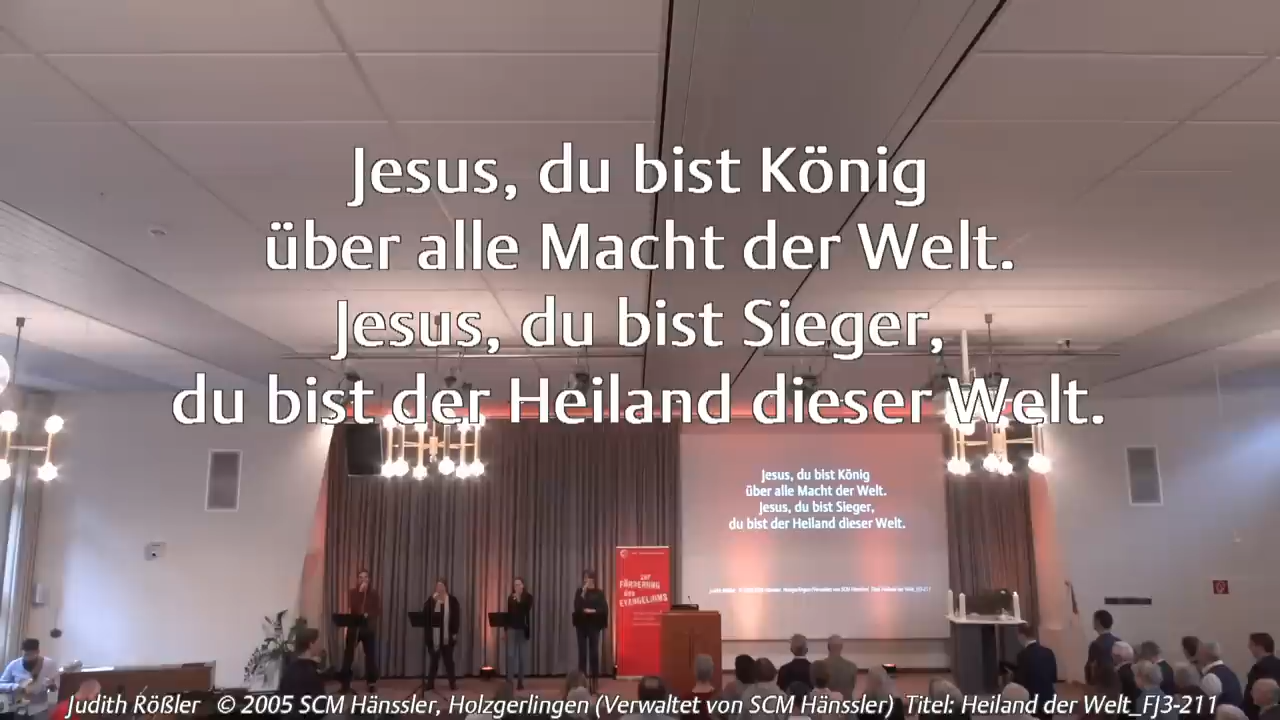 Jesus, du bist König
über alle Macht der Welt.
Jesus, du bist Sieger,
du bist der Heiland dieser Welt.
Jesus, du bist König
über alle Macht der Welt.
Jesus, du bist Sieger,
du bist der Heiland dieser Welt.
ZUR
FÖRDERUNG
DES
EVANGELIUMS
Judith Rößler © 2005 SCM Hänssler, Holzgerlingen (Verwaltet von SCM Hänssler) Titel: Heiland der Welt_FJ3-211